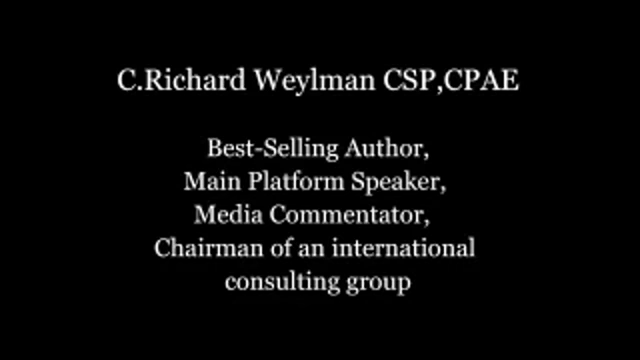 C.Richard Weylman CSP,CPAE
Best-Selling Author,
Main Platform Speaker,
Media Commentator,
Chairman of an international
consulting group